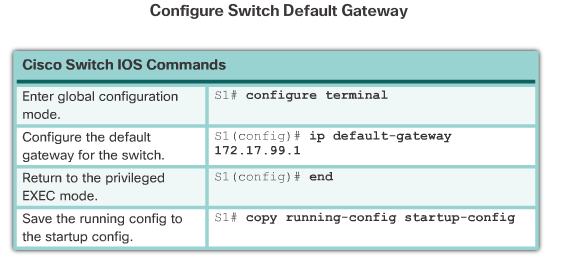 Configure Switch Default Gateway
Cisco Switch IOS Commands
Enter global configuration
mode.
S1# configure terminal
Configure the default
gateway for the switch.
S1(config)# ip default-gateway
172.17.99.1
Return to the privileged
EXEC mode.
S1(config)# end
Save the running config to
the startup config.
S1# copy running-config startup-config